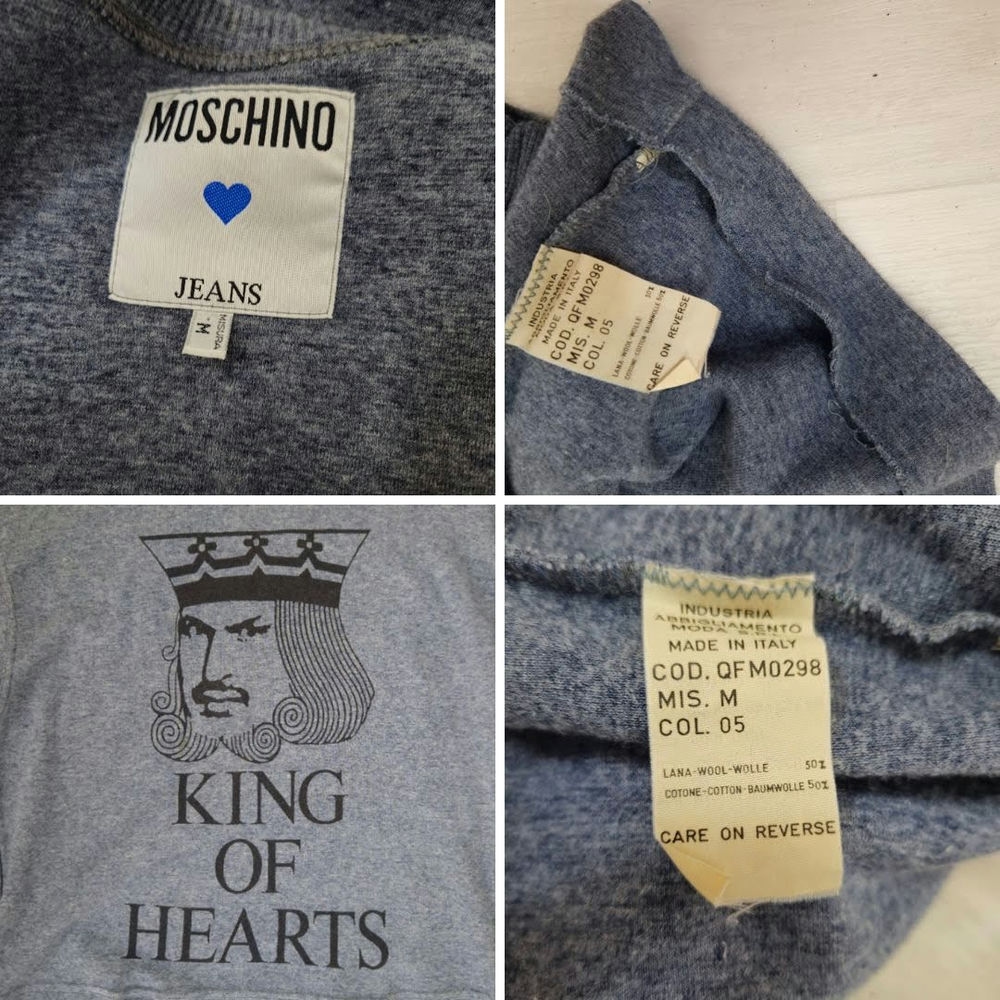 MOSCHINO
JEANS
MISURA
M
INDUSTRIA
MADE IN ITALY
COD. QFM0298
MIS. M
COL. 05
LANA-WOOL-WOLLE 50%
COTONE-COTTON-BAUMWOLLE 50%
CARE ON REVERSE
KING
OF
HEARTS
INDUSTRIA
ABBIGLIAMENTO
MODA
MADE IN ITALY
COD. QFM0298
MIS. M
COL. 05
LANA-WOOL-WOLLE 50%
COTONE-COTTON-BAUMWOLLE 50%
CARE ON REVERSE